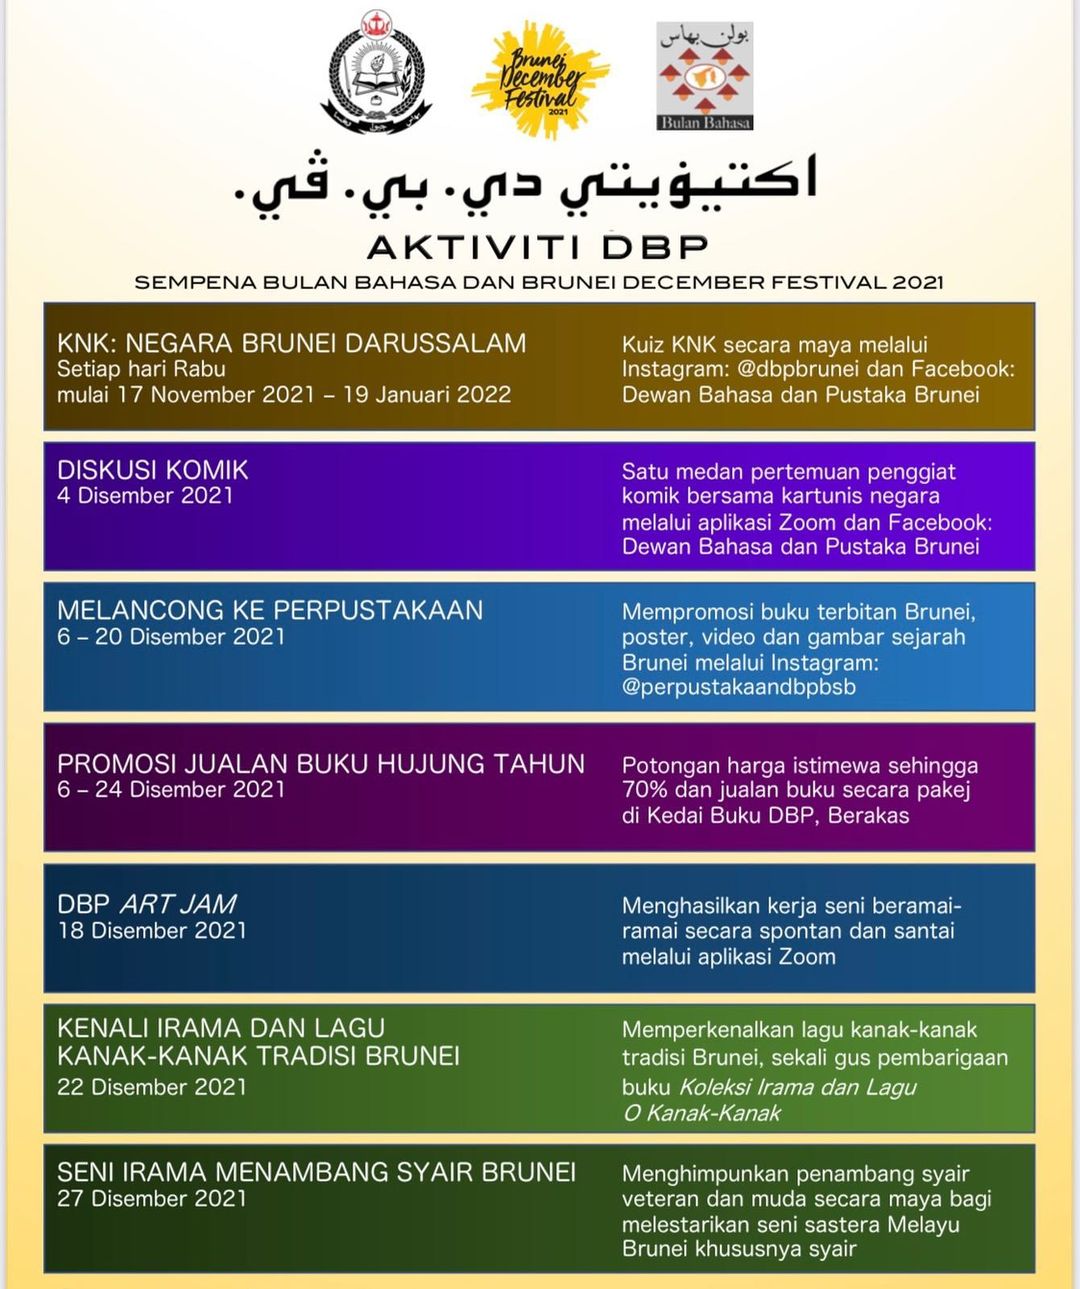 Brunei
December
Festival
2021
بولن بهاس
Bulan Bahasa
اكتيۏيتي دي. بي. ڤي.
AKTIVITI DBP
SEMPENA BULAN BAHASA DAN BRUNEI DECEMBER FESTIVAL 2021
KNK: NEGARA BRUNEI DARUSSALAM
Setiap hari Rabu
mulai 17 November 2021 – 19 Januari 2022
Kuiz KNK secara maya melalui
Instagram: @dbpbrunei dan Facebook:
Dewan Bahasa dan Pustaka Brunei
DISKUSI KOMIK
4 Disember 2021
Satu medan pertemuan penggiat
komik bersama kartunis negara
melalui aplikasi Zoom dan Facebook:
Dewan Bahasa dan Pustaka Brunei
MELANCONG KE PERPUSTAKAAN
6 – 20 Disember 2021
Mempromosi buku terbitan Brunei,
poster, video dan gambar sejarah
Brunei melalui Instagram:
@perpustakaandbpbsb
PROMOSI JUALAN BUKU HUJUNG TAHUN
6 – 24 Disember 2021
Potongan harga istimewa sehingga
70% dan jualan buku secara pakej
di Kedai Buku DBP, Berakas
DBP ART JAM
18 Disember 2021
Menghasilkan kerja seni beramai-
ramai secara spontan dan santai
melalui aplikasi Zoom
KENALI IRAMA DAN LAGU
KANAK-KANAK TRADISI BRUNEI
22 Disember 2021
Memperkenalkan lagu kanak-kanak
tradisi Brunei, sekali gus pembarigaan
buku Koleksi Irama dan Lagu
O Kanak-Kanak
SENI IRAMA MENAMBANG SYAIR BRUNEI
27 Disember 2021
Menghimpunkan penambang syair
veteran dan muda secara maya bagi
melestarikan seni sastera Melayu
Brunei khususnya syair